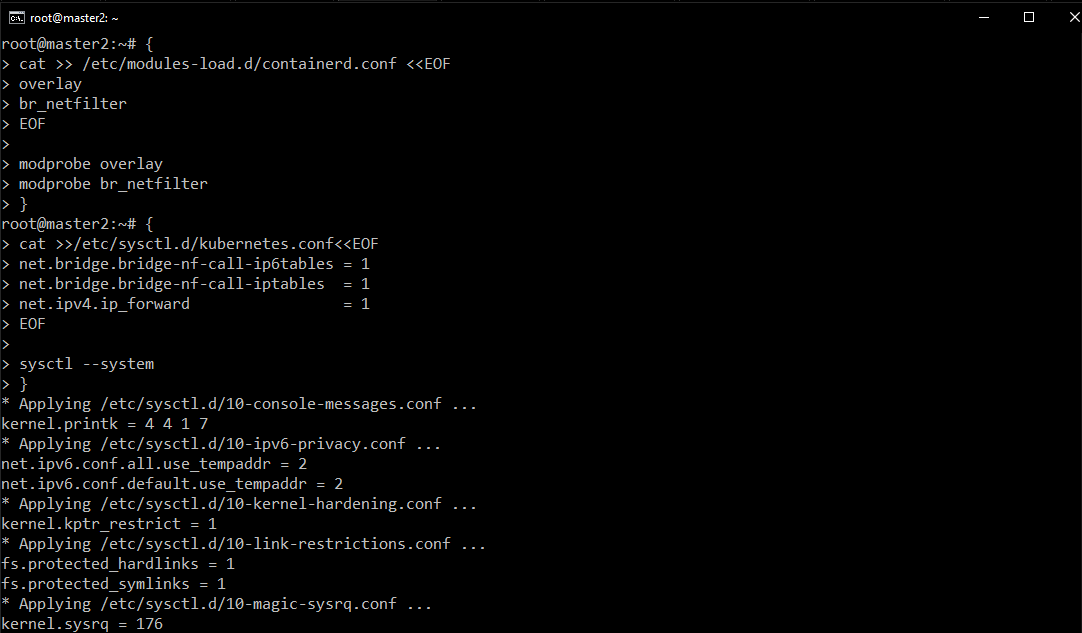 root@master2: ~
root@master2:~# {
> cat >> /etc/modules-load.d/containerd.conf <<EOF
> overlay
> br_netfilter
> EOF
>
> modprobe overlay
> modprobe br_netfilter
> }
root@master2:~# {
> cat >>/etc/sysctl.d/kubernetes.conf<<EOF
> net.bridge.bridge-nf-call-ip6tables = 1
> net.bridge.bridge-nf-call-iptables  = 1
> net.ipv4.ip_forward                 = 1
> EOF
>
> sysctl --system
> }
* Applying /etc/sysctl.d/10-console-messages.conf ...
kernel.printk = 4 4 1 7
* Applying /etc/sysctl.d/10-ipv6-privacy.conf ...
net.ipv6.conf.all.use_tempaddr = 2
net.ipv6.conf.default.use_tempaddr = 2
* Applying /etc/sysctl.d/10-kernel-hardening.conf ...
kernel.kptr_restrict = 1
* Applying /etc/sysctl.d/10-link-restrictions.conf ...
fs.protected_hardlinks = 1
fs.protected_symlinks = 1
* Applying /etc/sysctl.d/10-magic-sysrq.conf ...
kernel.sysrq = 176